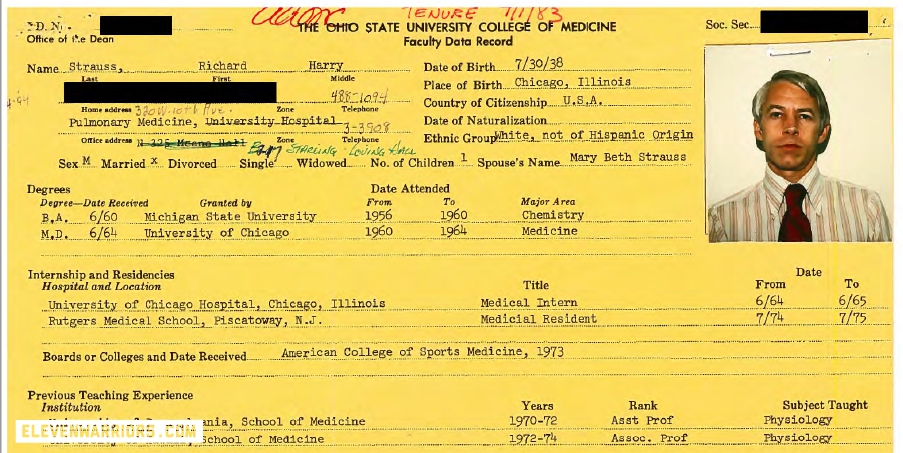 TENURE 7/1/83
THE OHIO STATE UNIVERSITY COLLEGE OF MEDICINE
Soc. Sec.
Office of the Dean
Faculty Data Record
Name Strauss, Richard Harry
Last First Middle
Date of Birth 7/30/38
Place of Birth Chicago, Illinois
488-1094
Country of Citizenship U.S.A.
Home address 320 W. 10th Ave. Zone Telephone
Date of Naturalization
Pulmonary Medicine, University Hospital 3-3908
Ethnic Group White, not of Hispanic Origin
Office address Zone Telephone
STARLING - LOVING HALL
Sex M Married x Divorced Single Widowed No. of Children 1 Spouse's Name Mary Beth Strauss
Degrees Date Attended
Degree—Date Received Granted by From To Major Area
B.A. 6/60 Michigan State University 1956 1960 Chemistry
M.D. 6/64 University of Chicago 1960 1964 Medicine
Internship and Residencies Date
Hospital and Location Title From To
University of Chicago Hospital, Chicago, Illinois Medical Intern 6/64 6/65
Rutgers Medical School, Piscatoway, N.J. Medicial Resident 7/74 7/75
Boards or Colleges and Date Received American College of Sports Medicine, 1973
Previous Teaching Experience
Institution Years Rank Subject Taught
School of Medicine 1970-72 Asst Prof Physiology
School of Medicine 1972-74 Assoc. Prof Physiology
ELEVENWARRIORS.COM